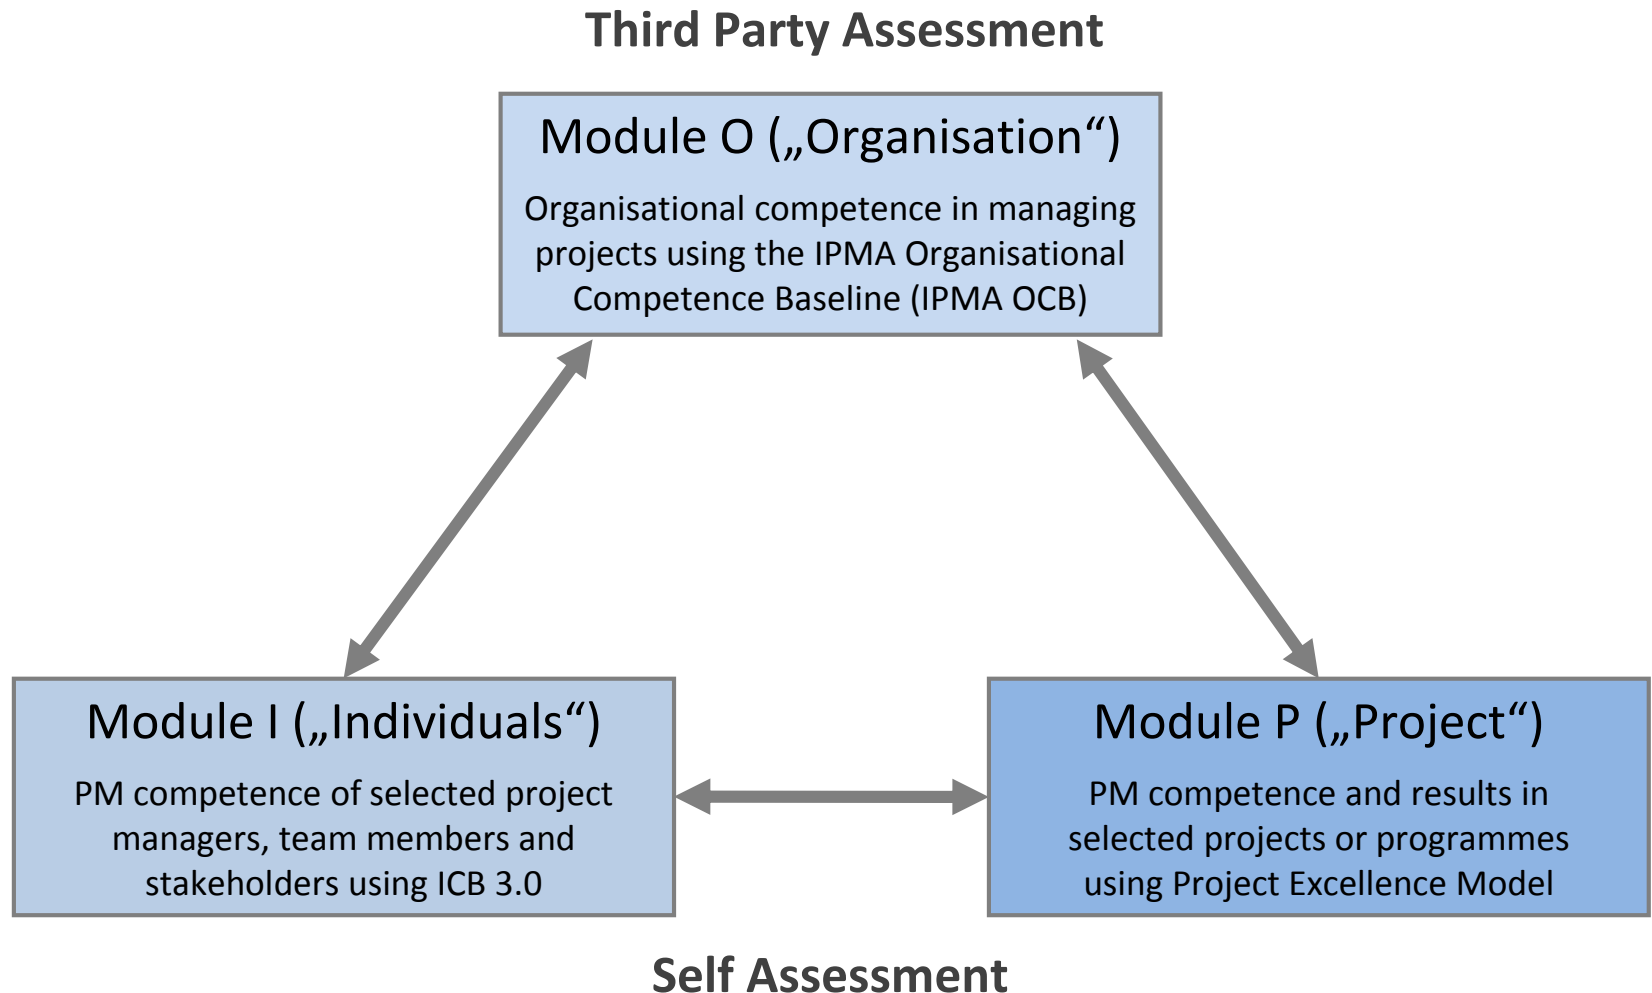 Third Party Assessment
Module O („Organisation“)
Organisational competence in managing
projects using the IPMA Organisational
Competence Baseline (IPMA OCB)
Module I („Individuals“)
PM competence of selected project
managers, team members and
stakeholders using ICB 3.0
Module P („Project“)
PM competence and results in
selected projects or programmes
using Project Excellence Model
Self Assessment